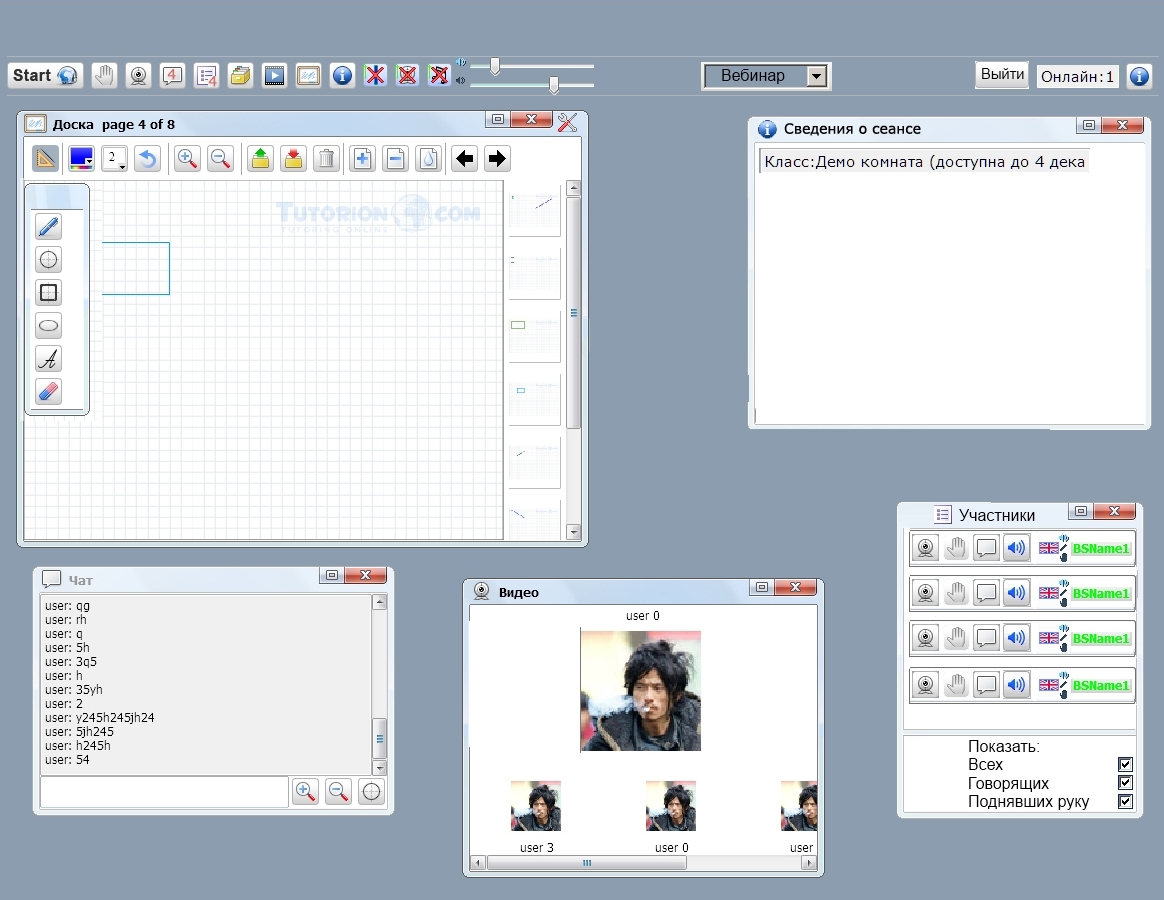 Start
4
4
Вебинар
Выйти
Онлайн:1
Доска page 4 of 8
2
TUTORION.COM
TUTORING ONLINE
Сведения о сеансе
Класс:Демо комната (доступна до 4 дека
Участники
BSName1
BSName1
BSName1
BSName1
Показать:
Всех
Говорящих
Поднявших руку
Чат
user: qg
user: rh
user: q
user: 5h
user: 3q5
user: h
user: 35yh
user: 2
user: y245h245jh24
user: 5jh245
user: h245h
user: 54
Видео
user 0
user 3
user 0
user